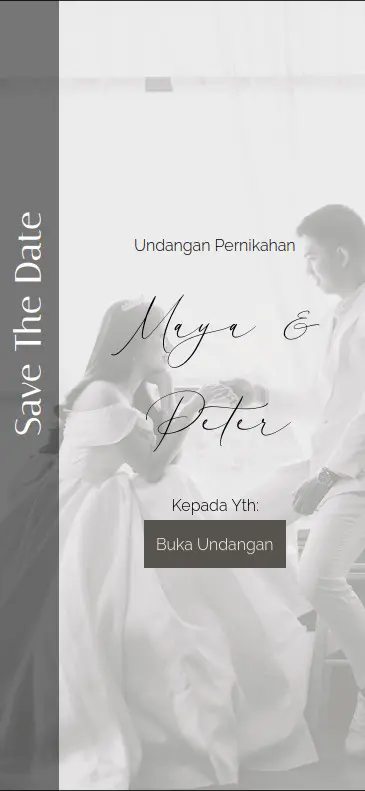 Save The Date
Undangan Pernikahan
Maya &
Peter
Kepada Yth:
Buka Undangan